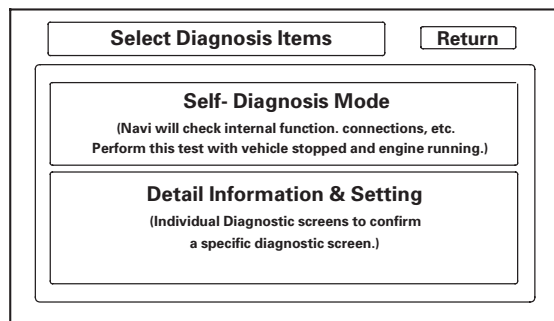 Select Diagnosis Items
Return
Self- Diagnosis Mode
(Navi will check internal function. connections, etc.
Perform this test with vehicle stopped and engine running.)
Detail Information & Setting
(Individual Diagnostic screens to confirm
a specific diagnostic screen.)